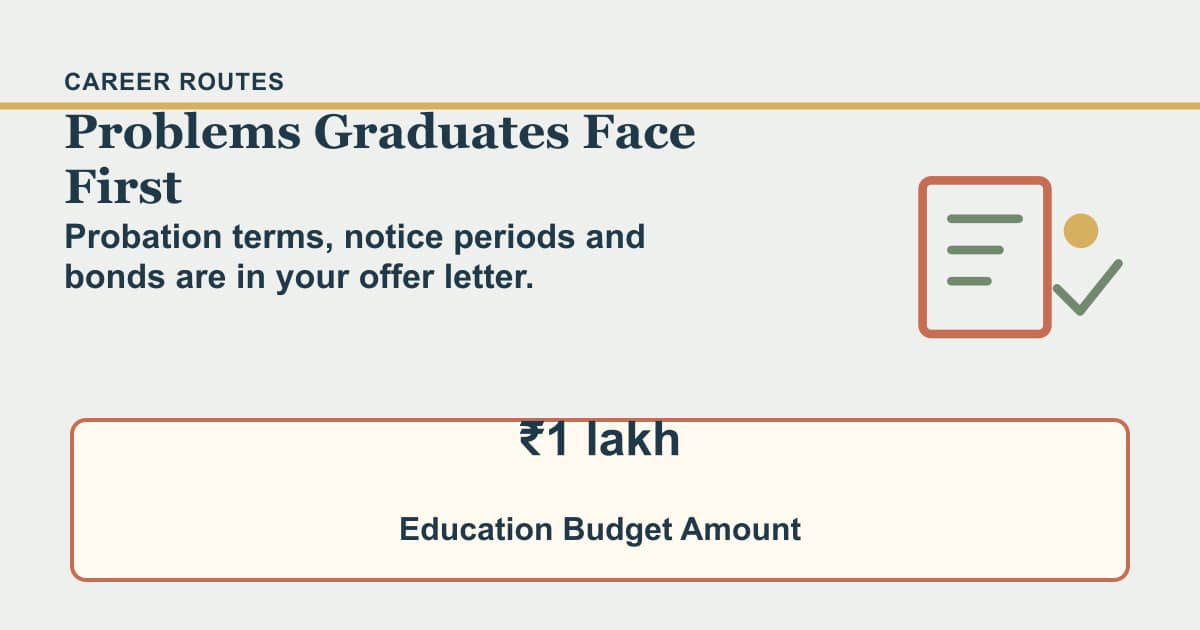 CAREER ROUTES
Problems Graduates Face
First
Probation terms, notice periods and
bonds are in your offer letter.
₹1 lakh
Education Budget Amount